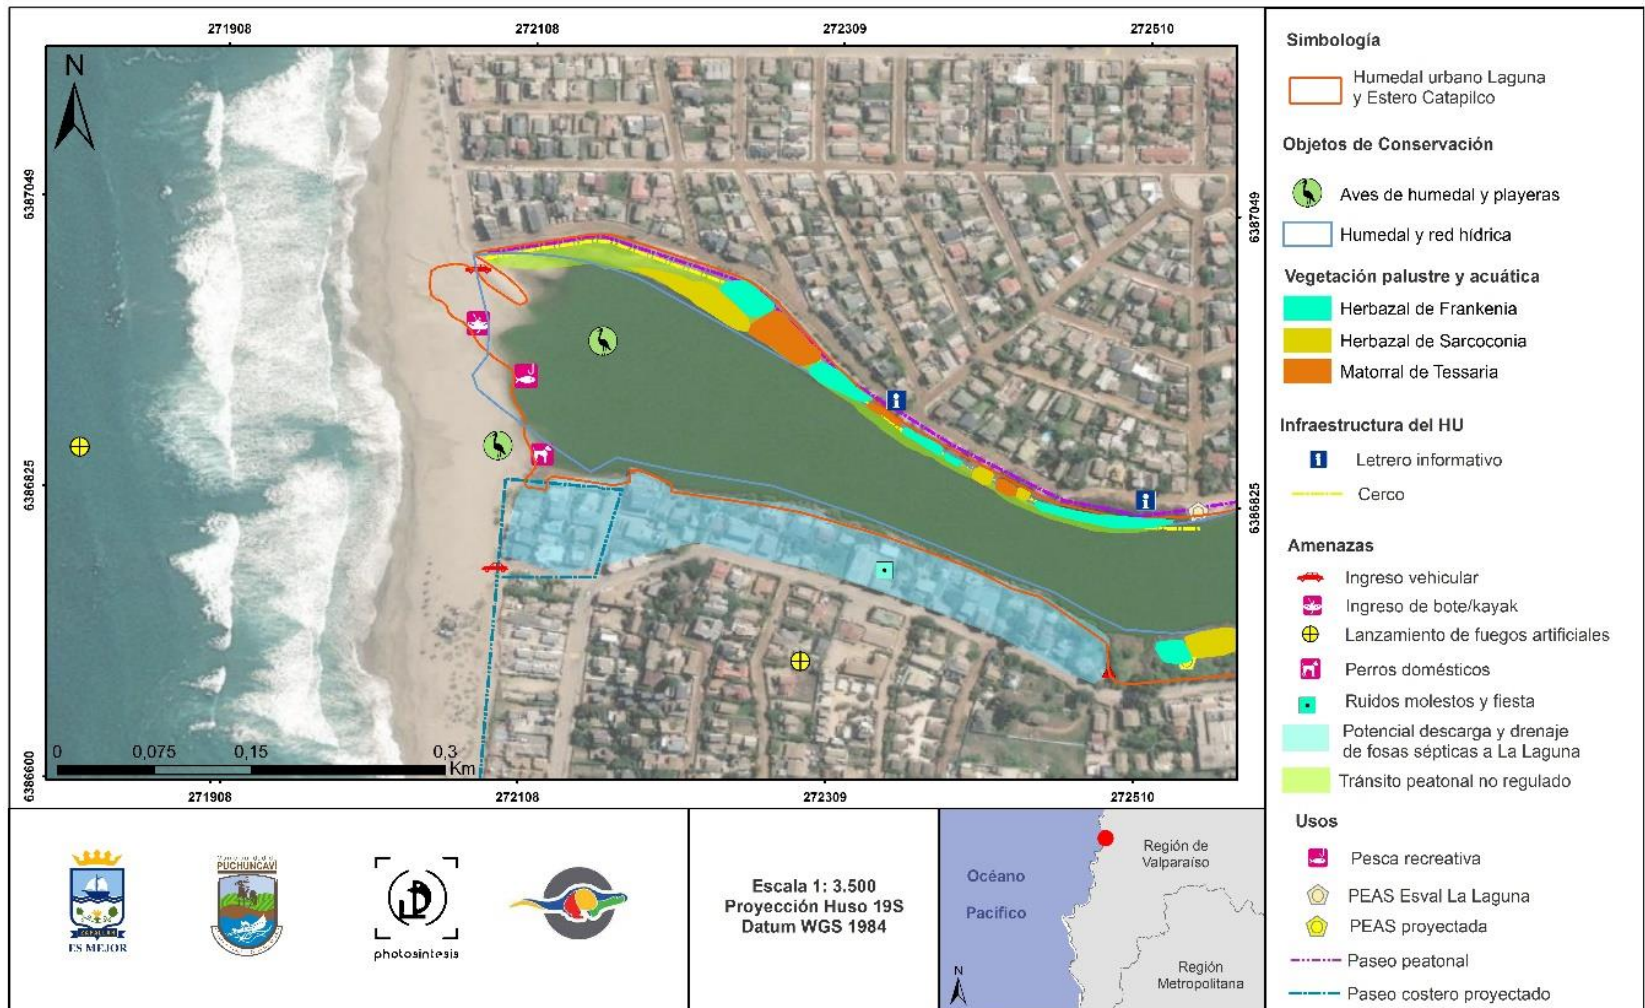 271908
272108
272309
272510
N
6387049
6386825
6386600
6387049
6386825
0
0,075
0,15
0,3
Km
271908
272108
272309
272510
Simbología
Humedal urbano Laguna
y Estero Catapilco
Objetos de Conservación
Aves de humedal y playeras
Humedal y red hídrica
Vegetación palustre y acuática
Herbazal de Frankenia
Herbazal de Sarcoconia
Matorral de Tessaria
Infraestructura del HU
Letrero informativo
Cerco
Amenazas
Ingreso vehicular
Ingreso de bote/kayak
Lanzamiento de fuegos artificiales
Perros domésticos
Ruidos molestos y fiesta
Potencial descarga y drenaje
de fosas sépticas a La Laguna
Tránsito peatonal no regulado
Usos
Pesca recreativa
PEAS Esval La Laguna
PEAS proyectada
Paseo peatonal
Paseo costero proyectado
ZAPALLAR
ES MEJOR
PUCHUNCAVÍ
photosintesis
Escala 1: 3.500
Proyección Huso 19S
Datum WGS 1984
Océano
Pacífico
Región de
Valparaíso
Región
Metropolitana
N